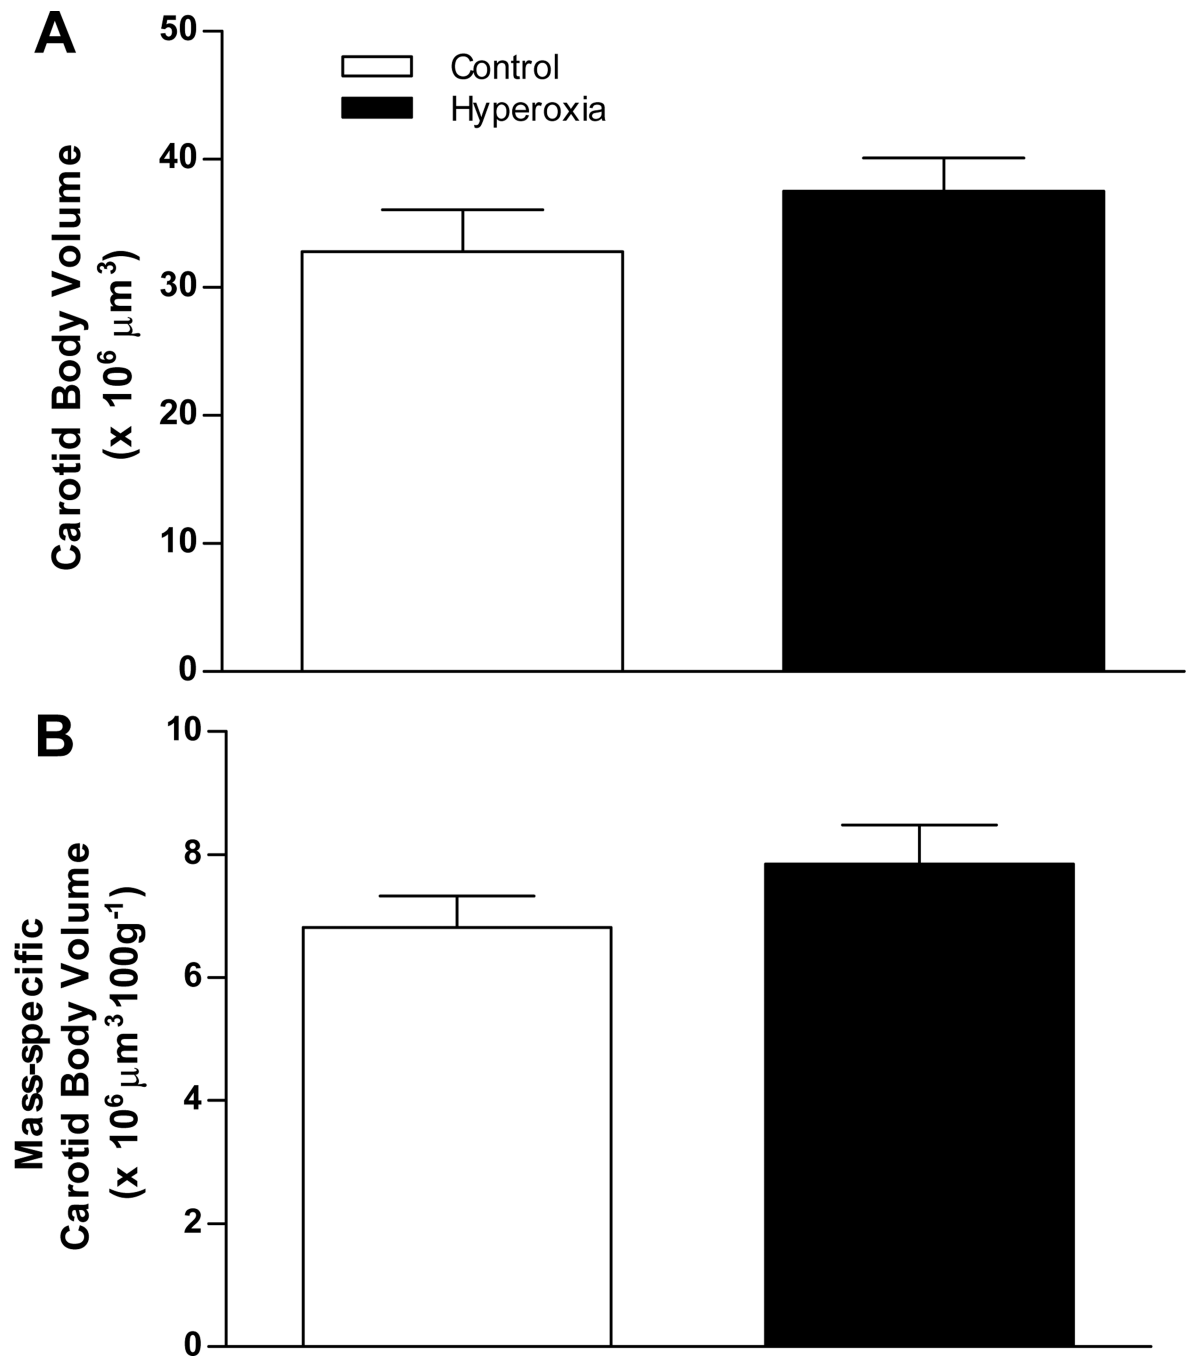 A
50
40
30
20
10
0
Carotid Body Volume
(x 10⁶ μm³)
Control
Hyperoxia
B
10
8
6
4
2
0
Mass-specific
Carotid Body Volume
(x 10⁶μm³100g⁻¹)